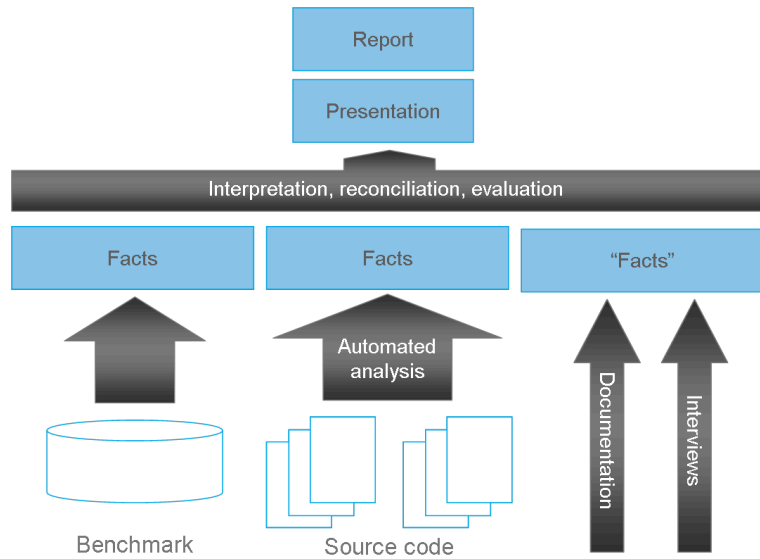 Report
Presentation
Interpretation, reconciliation, evaluation
Facts
Facts
“Facts”
Automated
analysis
Documentation
Interviews
Benchmark
Source code